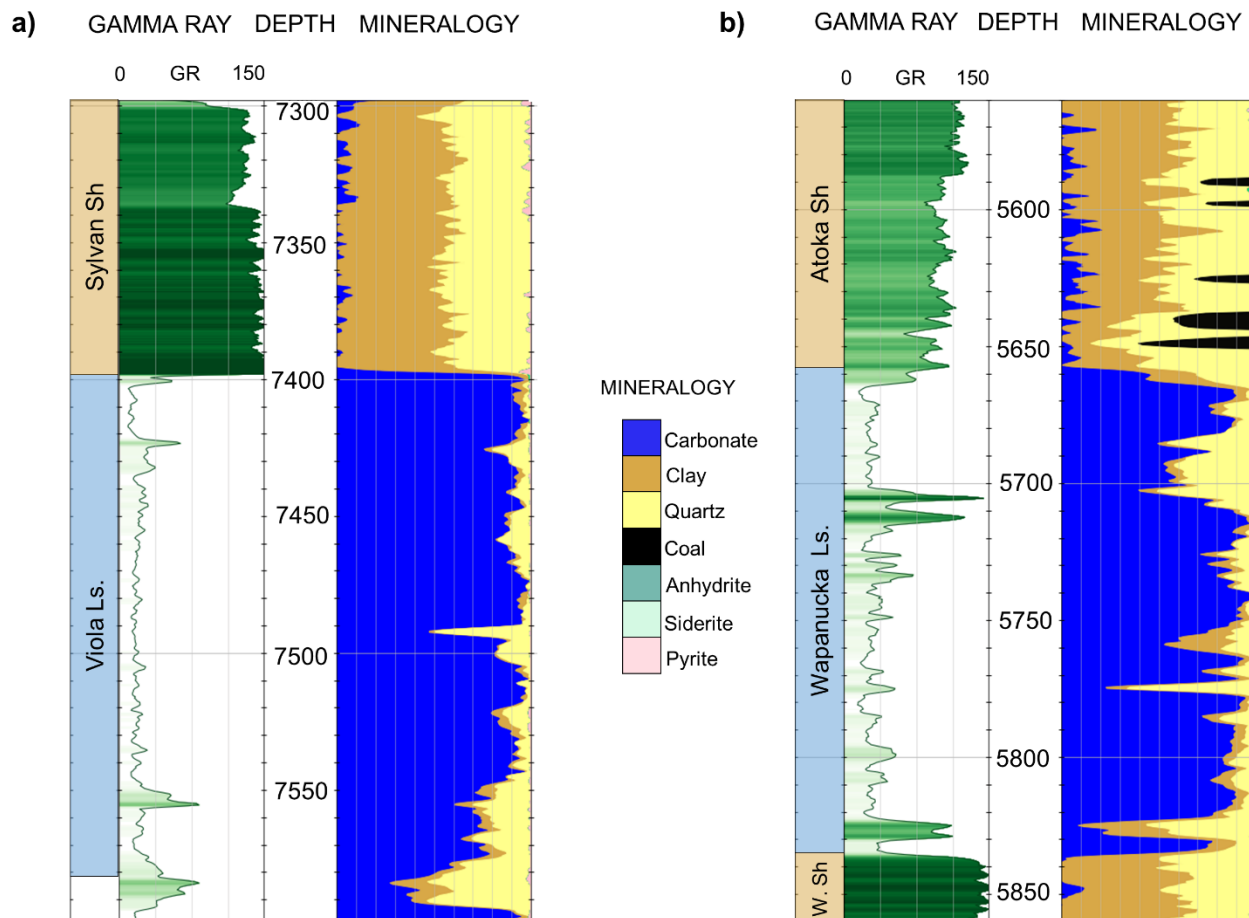 a)
GAMMA RAY DEPTH MINERALOGY
0 GR 150
Sylvan Sh
Viola Ls.
7300
7350
7400
7450
7500
7550
MINERALOGY
Carbonate
Clay
Quartz
Coal
Anhydrite
Siderite
Pyrite
b)
GAMMA RAY DEPTH MINERALOGY
0 GR 150
Atoka Sh
Wapanucka Ls.
W. Sh
5600
5650
5700
5750
5800
5850